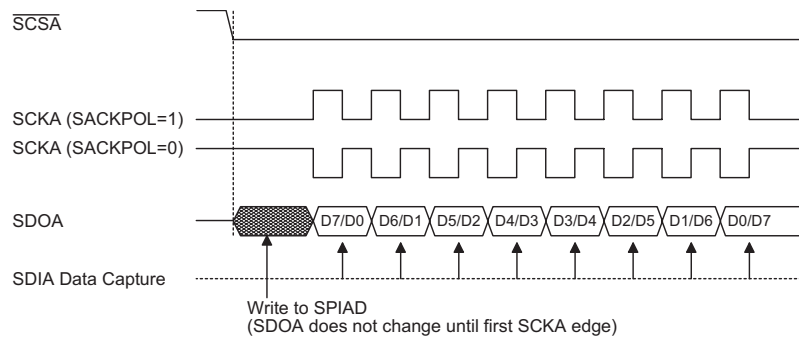 SCSA
SCKA (SACKPOL=1)
SCKA (SACKPOL=0)
SDOA
D7/D0 D6/D1 D5/D2 D4/D3 D3/D4 D2/D5 D1/D6 D0/D7
SDIA Data Capture
Write to SPIAD
(SDOA does not change until first SCKA edge)